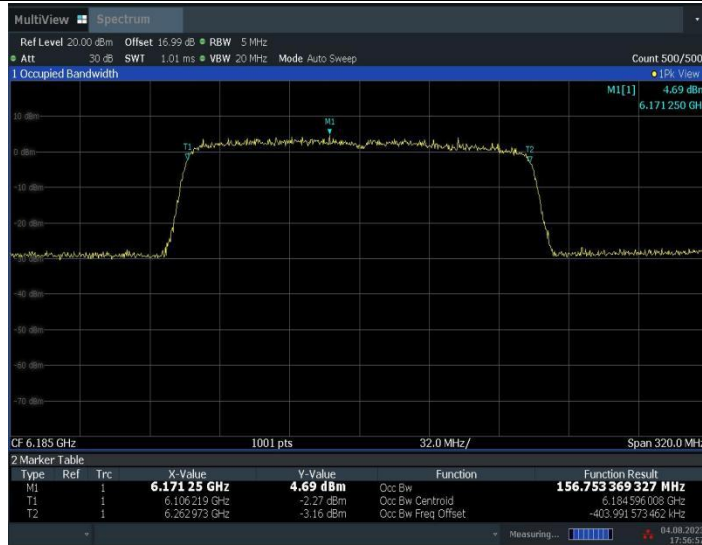 MultiView Spectrum
Ref Level 20.00 dBm Offset 16.99 dB RBW 5 MHz
Att 30 dB SWT 1.01 ms VBW 20 MHz Mode Auto Sweep Count 500/500
1 Occupied Bandwidth 1Pk View
M1[1] 4.69 dBm
6.171 250 GH
10 dBm
M1
T1
T2
0 dBm
-10 dBm
-20 dBm
-40 dBm
-50 dBm
-60 dBm
-70 dBm
CF 6.185 GHz 1001 pts 32.0 MHz/ Span 320.0 MHz
2 Marker Table
Type Ref Trc X-Value Y-Value Function Function Result
M1 1 6.171 25 GHz 4.69 dBm Occ Bw 156.753 369 327 MHz
T1 1 6.106 219 GHz -2.27 dBm Occ Bw Centroid 6.184 596 008 GHz
T2 1 6.262 973 GHz -3.16 dBm Occ Bw Freq Offset -403.991 573 462 kHz
Measuring... 04.08.2023
17:56:57